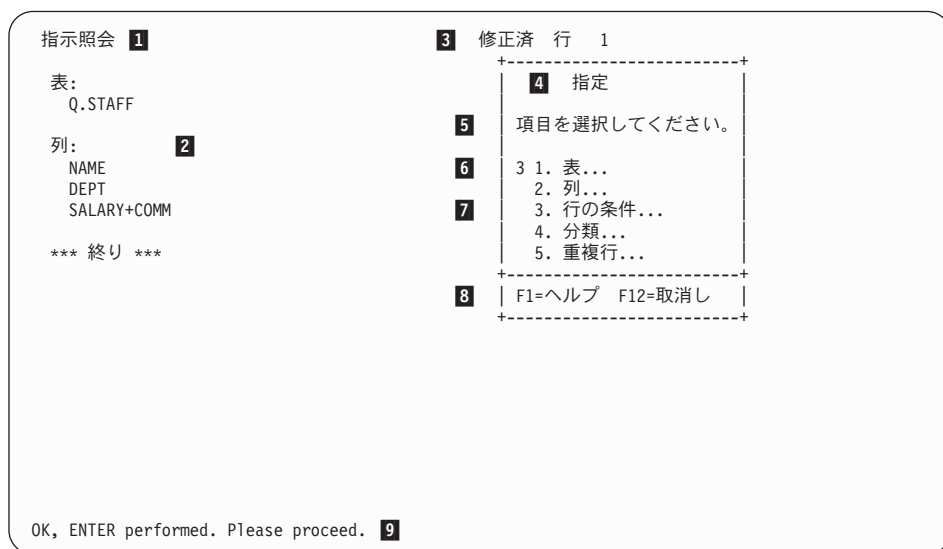 指示照会 1 3 修正済 行 1
+--------------------------+
表: | 4 指定 |
Q.STAFF
5 | 項目を選択してください。 |
列: 2
NAME 6 | 3 1. 表... |
DEPT | 2. 列... |
SALARY+COMM 7 | 3. 行の条件... |
| 4. 分類... |
*** 終り *** | 5. 重複行... |
+--------------------------+
8 | F1=ヘルプ F12=取消し |
+--------------------------+
OK, ENTER performed. Please proceed. 9